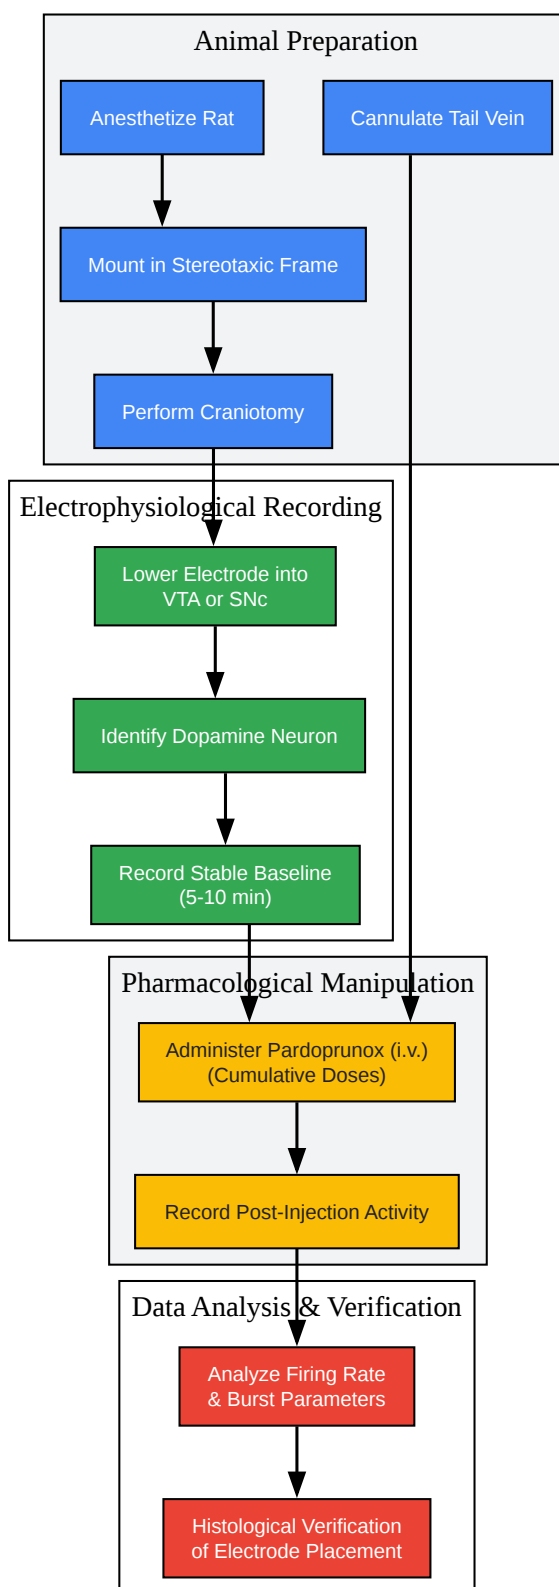 Animal Preparation
Anesthetize Rat
Cannulate Tail Vein
Mount in Stereotaxic Frame
Perform Craniotomy
Electrophysiological Recording
Lower Electrode into
VTA or SNc
Identify Dopamine Neuron
Record Stable Baseline
(5-10 min)
Pharmacological Manipulation
Administer Pardoprunox (i.v.)
(Cumulative Doses)
Record Post-Injection Activity
Data Analysis & Verification
Analyze Firing Rate
& Burst Parameters
Histological Verification
of Electrode Placement